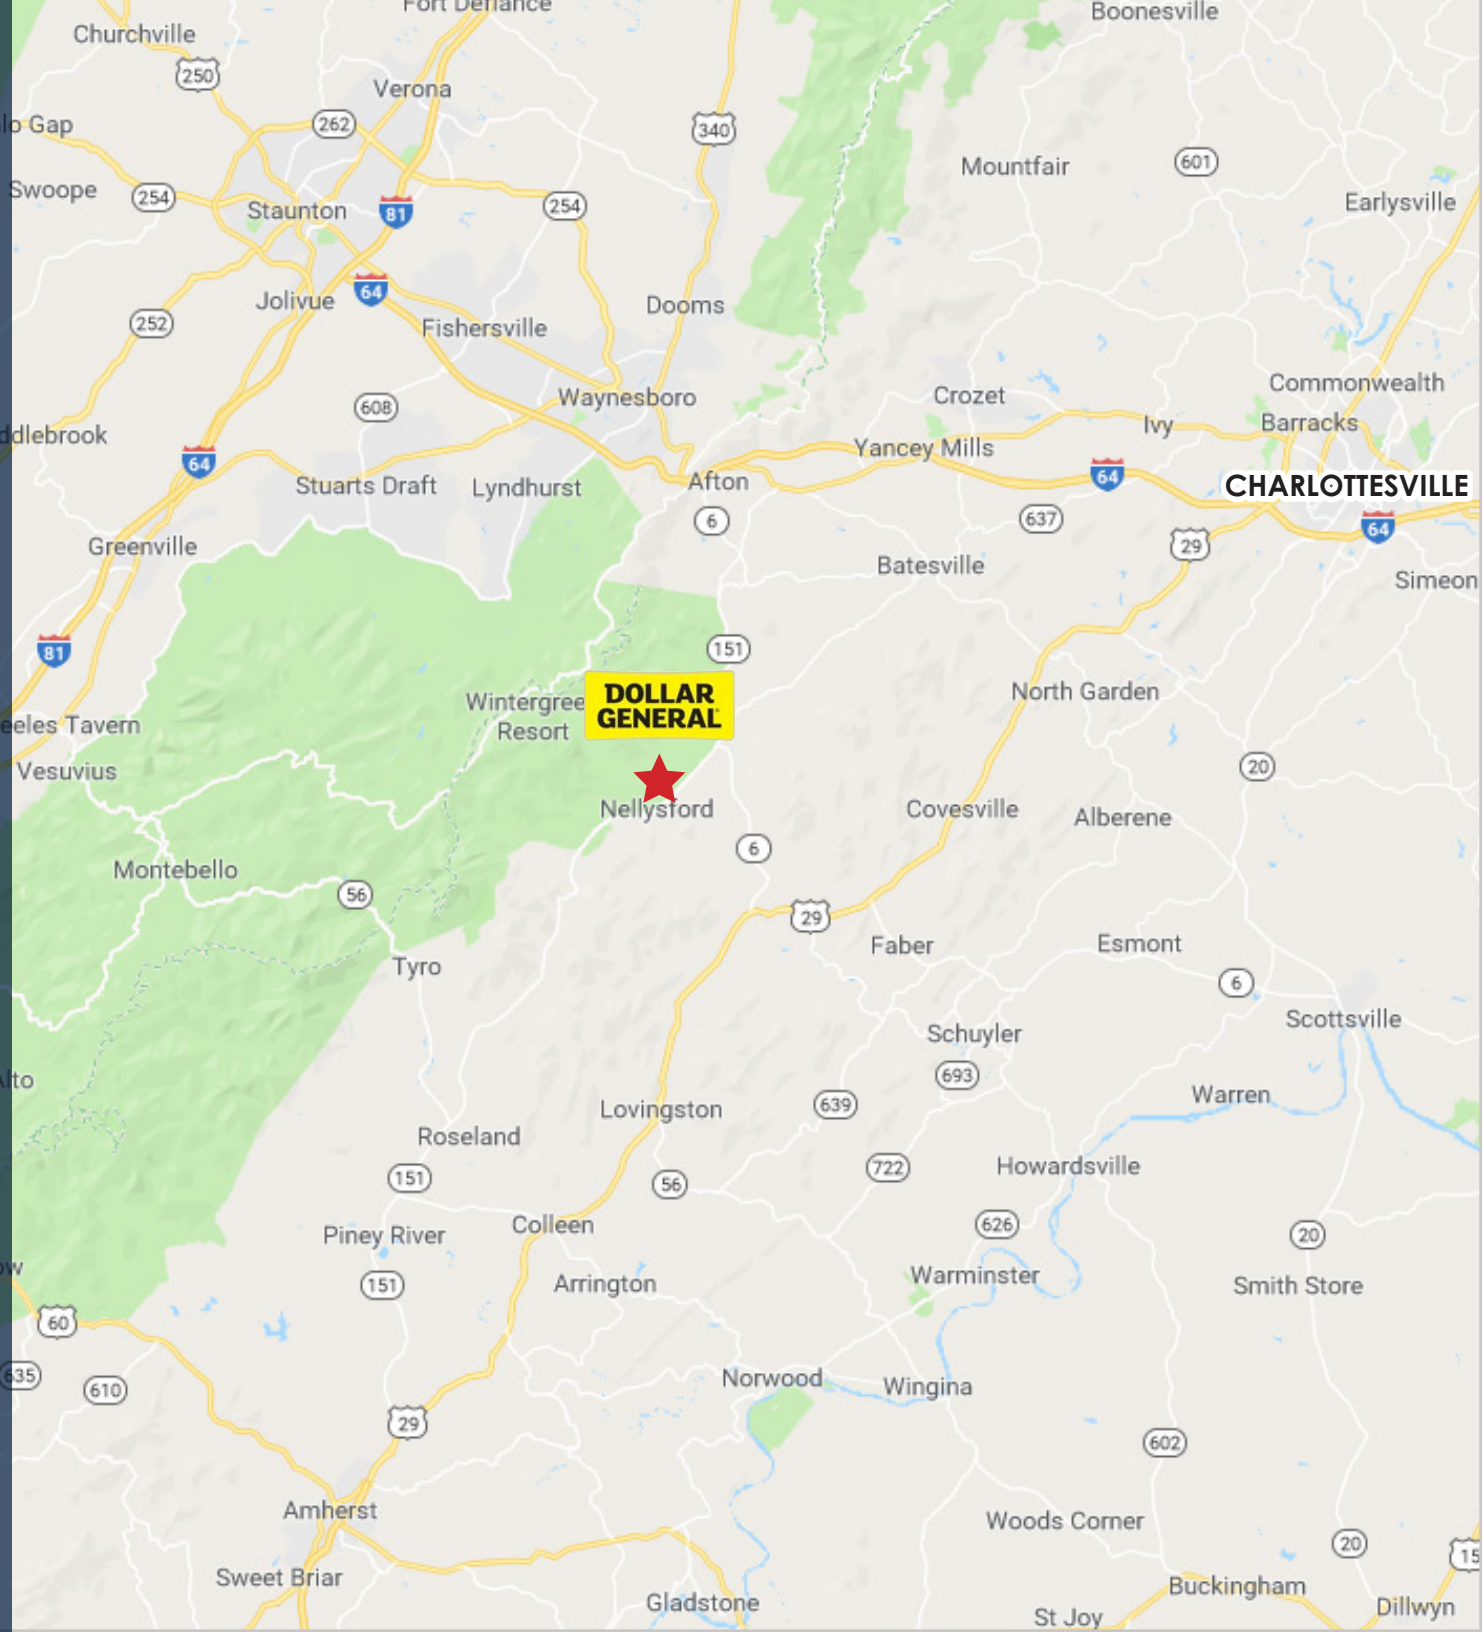 Fort Defiance
Boonesville
Churchville
250
Verona
262
lo Gap
340
Mountfair
601
Swoope
254
Staunton
81
254
Earlysville
64
Jolivue
Dooms
252
Fishersville
Commonwealth
Crozet
Waynesboro
608
Ivy
Barracks
ddlebrook
Yancey Mills
64
64
Stuarts Draft
Lyndhurst
Afton
CHARLOTTESVILLE
6
637
64
29
Greenville
Batesville
Simeon
81
151
DOLLAR
GENERAL
Wintergree
Resort
North Garden
eeles Tavern
Vesuvius
20
Nellysford
Covesville
Alberene
6
Montebello
56
29
Faber
Esmont
Tyro
6
Scottsville
Schuyler
693
Alto
Warren
639
Lovingston
Roseland
151
56
722
Howardsville
Colleen
626
Piney River
20
ow
151
Arrington
Warminster
Smith Store
60
635
610
Norwood
Wingina
29
602
Amherst
Woods Corner
20
15
Sweet Briar
Gladstone
Buckingham
St Joy
Dillwyn